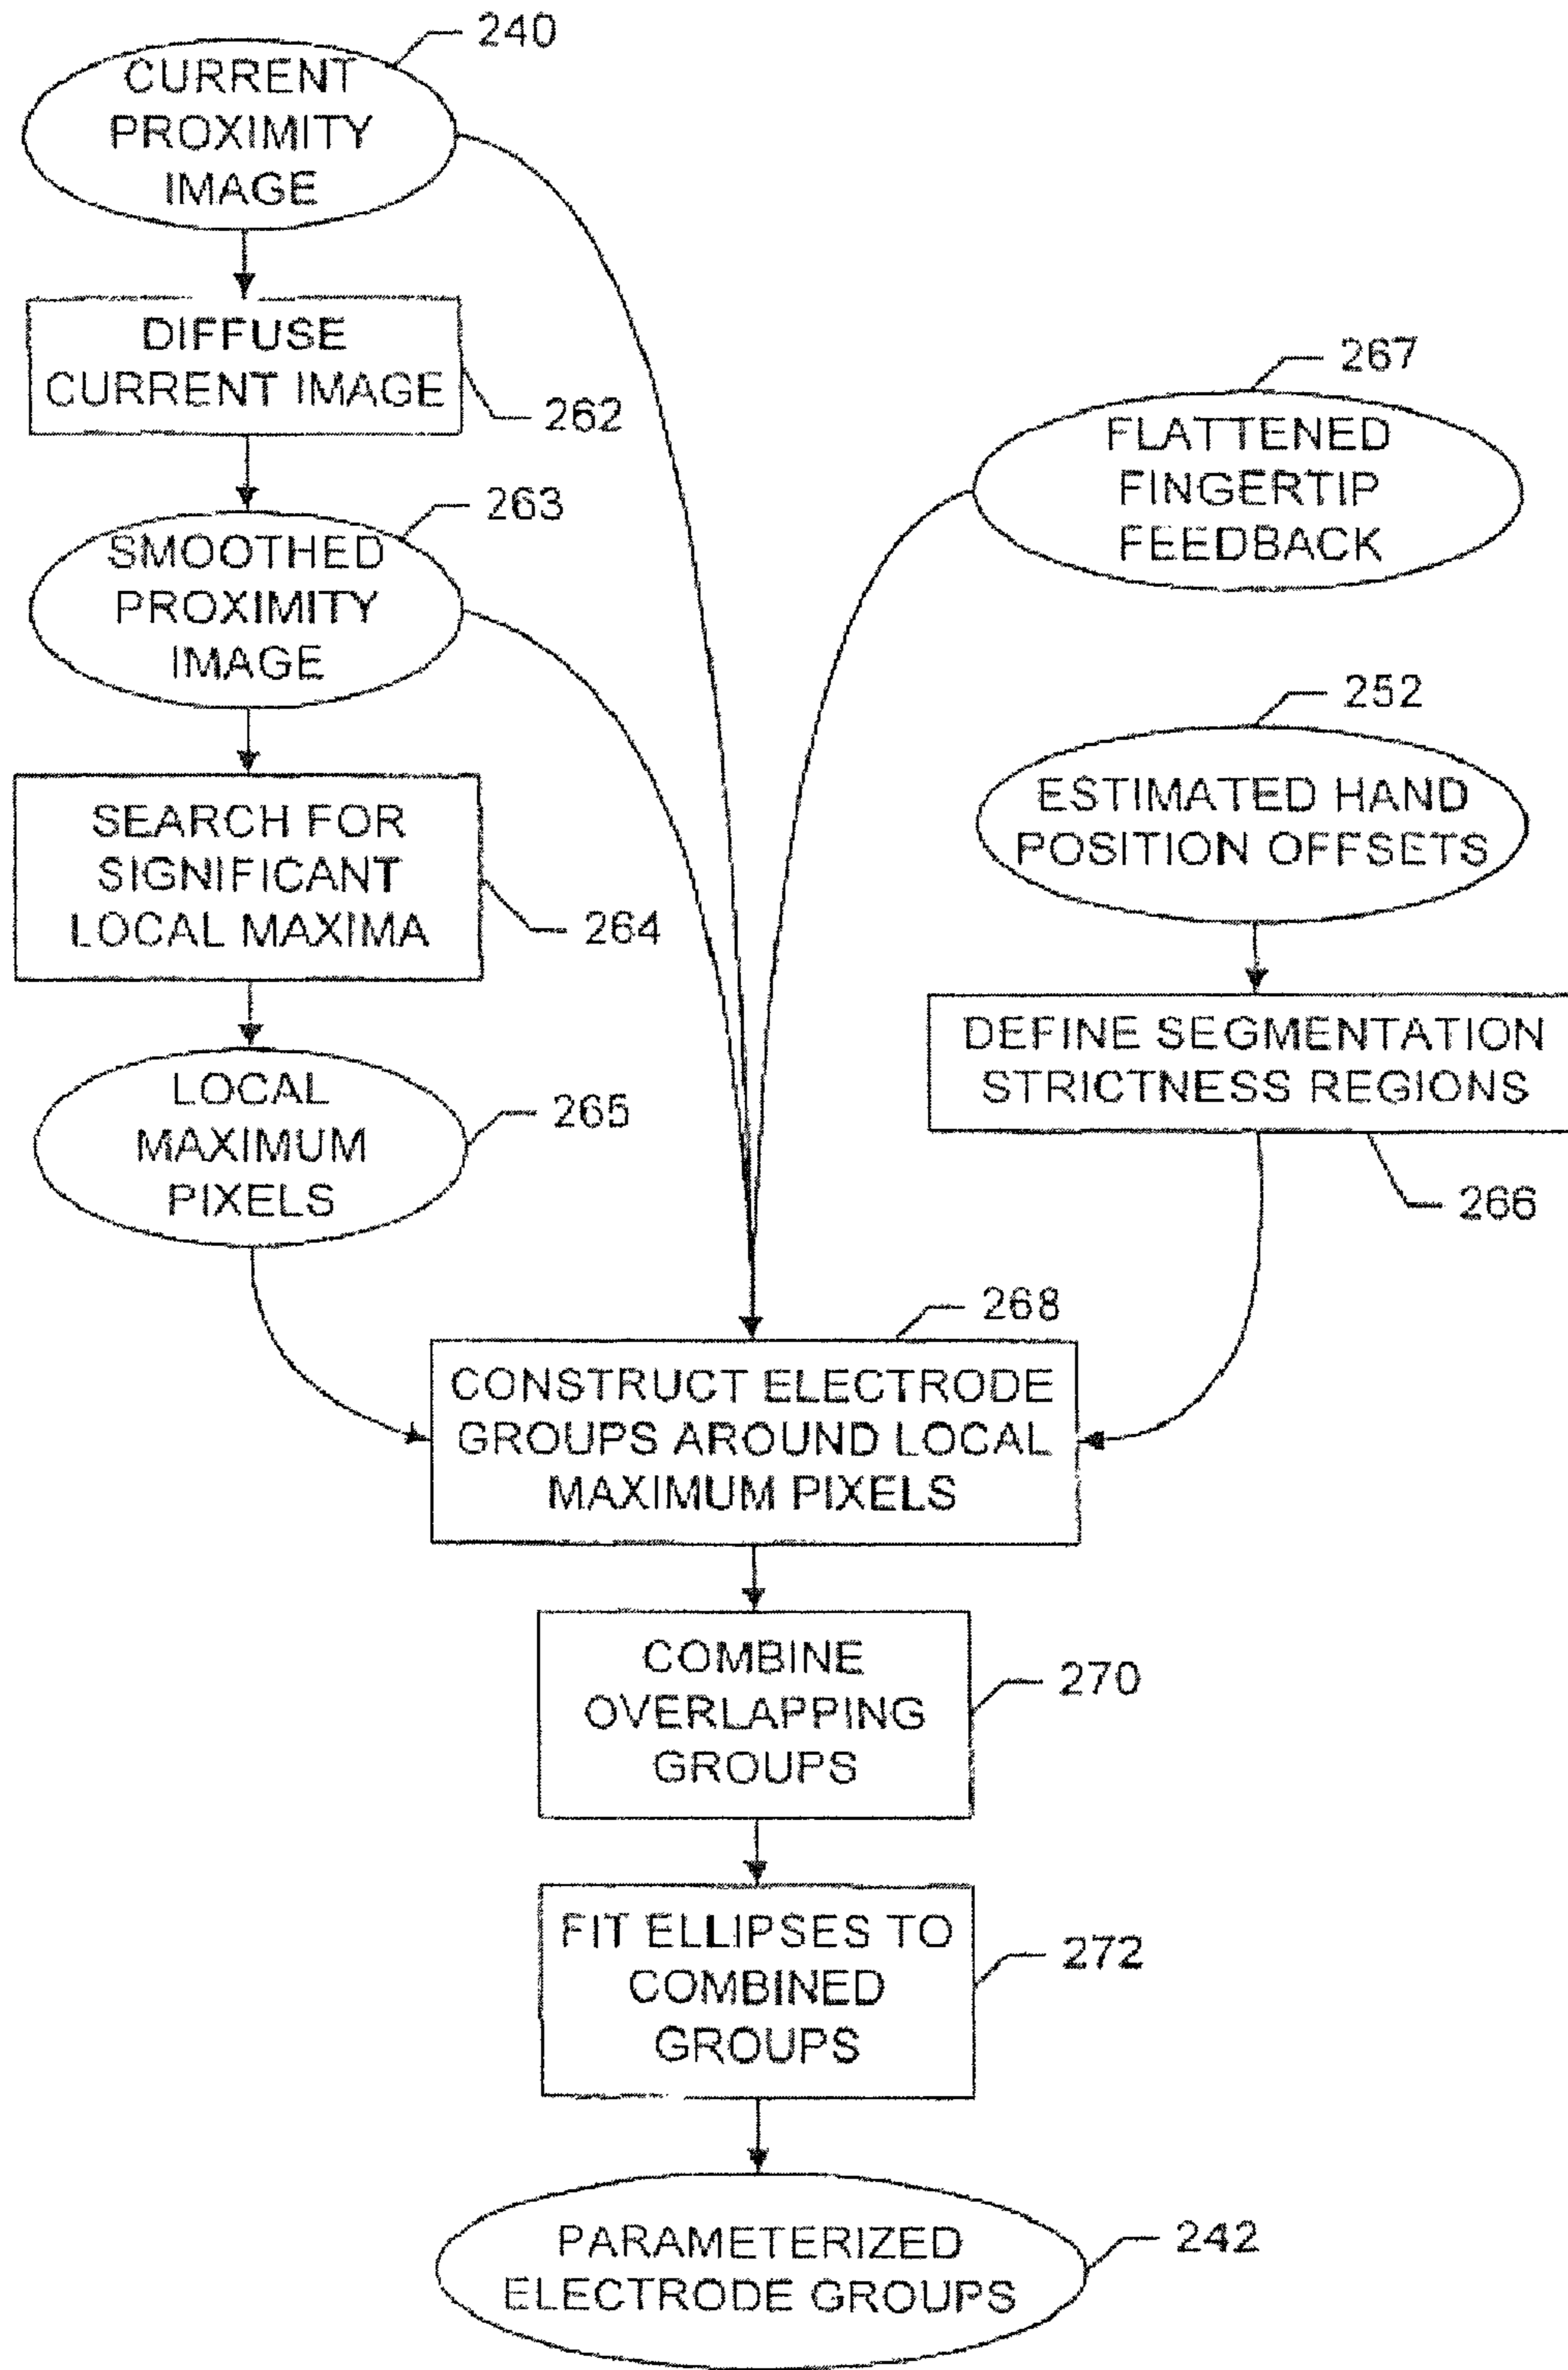 240
CURRENT
PROXIMITY
IMAGE
DIFFUSE
CURRENT IMAGE
262
267
FLATTENED
FINGERTIP
FEEDBACK
263
SMOOTHED
PROXIMITY
IMAGE
252
ESTIMATED HAND
POSITION OFFSETS
SEARCH FOR
SIGNIFICANT
LOCAL MAXIMA
264
DEFINE SEGMENTATION
STRICTNESS REGIONS
266
LOCAL
MAXIMUM
PIXELS
265
268
CONSTRUCT ELECTRODE
GROUPS AROUND LOCAL
MAXIMUM PIXELS
COMBINE
OVERLAPPING
GROUPS
270
FIT ELLIPSES TO
COMBINED
GROUPS
272
PARAMETERIZED
ELECTRODE GROUPS
242